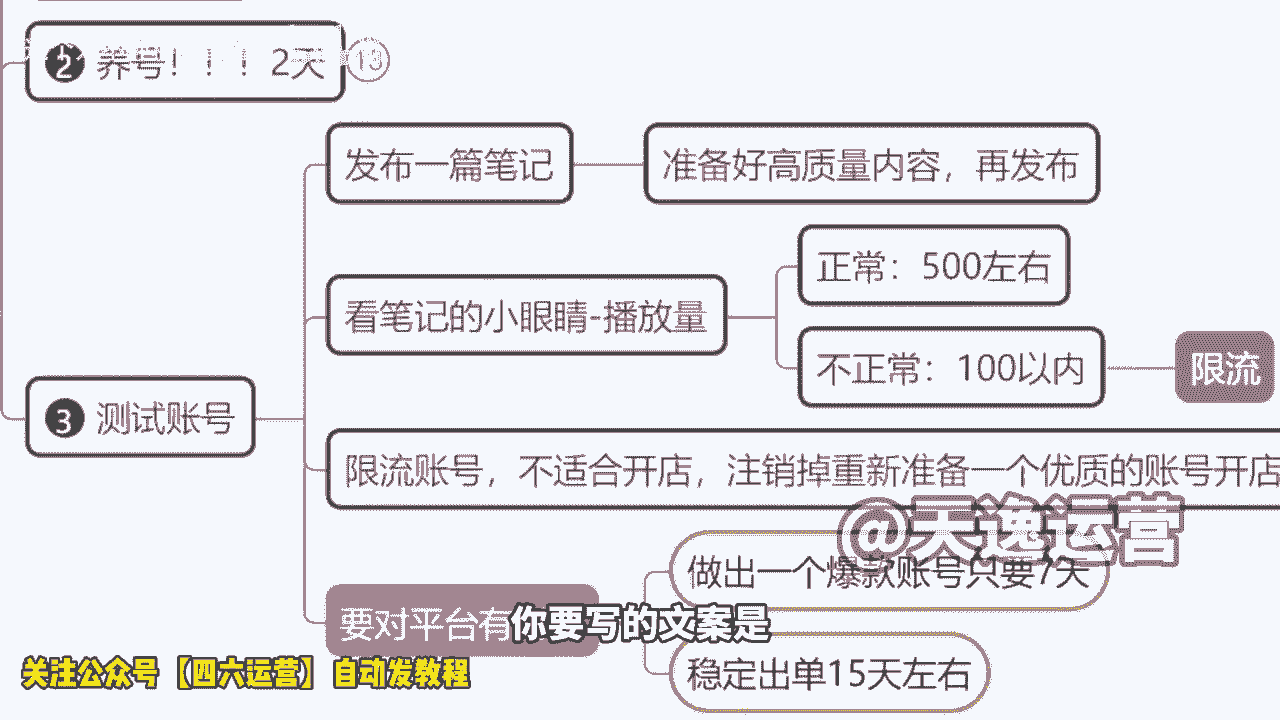 2 养号！！！2天 13
发布一篇笔记
准备好高质量内容，再发布
正常：500左右
看笔记的小眼睛-播放量
不正常：100以内
限流
3 测试账号
限流账号，不适合开店，注销掉重新准备一个优质的账号开店
@天逸运营
做出一个爆款账号只要7天
要对平台有
你要写的文案是
关注公众号【四六运营】自动发教程
稳定出单15天左右